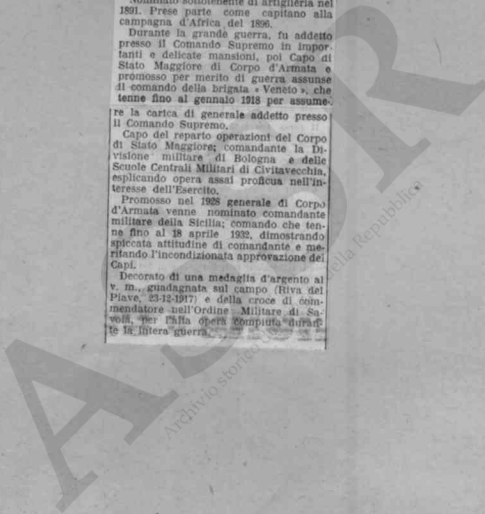 Nominato sottotenente di artiglieria nel
1891. Prese parte come capitano alla
campagna d'Africa del 1896.
Durante la grande guerra, fu addetto
presso il Comando Supremo in impor-
tanti e delicate mansioni, poi Capo di
Stato Maggiore di Corpo d'Armata e
promosso per merito di guerra assunse
di comando della brigata « Veneto », che
tenne fino al gennaio 1918 per assume-
re la carica di generale addetto presso
il Comando Supremo.
Capo del reparto operazioni del Corpo
di Stato Maggiore; comandante la Di-
visione militare di Bologna e delle
Scuole Centrali Militari di Civitavecchia,
esplicando opera assai proficua nell'in-
teresse dell'Esercito.
Promosso nel 1928 generale di Corpo
d'Armata venne nominato comandante
militare della Sicilia; comando che ten-
ne fino al 18 aprile 1932, dimostrando
spiccata attitudine di comandante e me-
ritando l'incondizionata approvazione dei
Capi.
Decorato di una medaglia d'argento al
v. m., guadagnata sul campo (Riva del
Piave, 23-12-1917) e della croce di com-
mendatore nell'Ordine Militare di Sa-
voia, per l'alta opera compiuta duran-
te la intera guerra.
Archivio storico della Repubblica